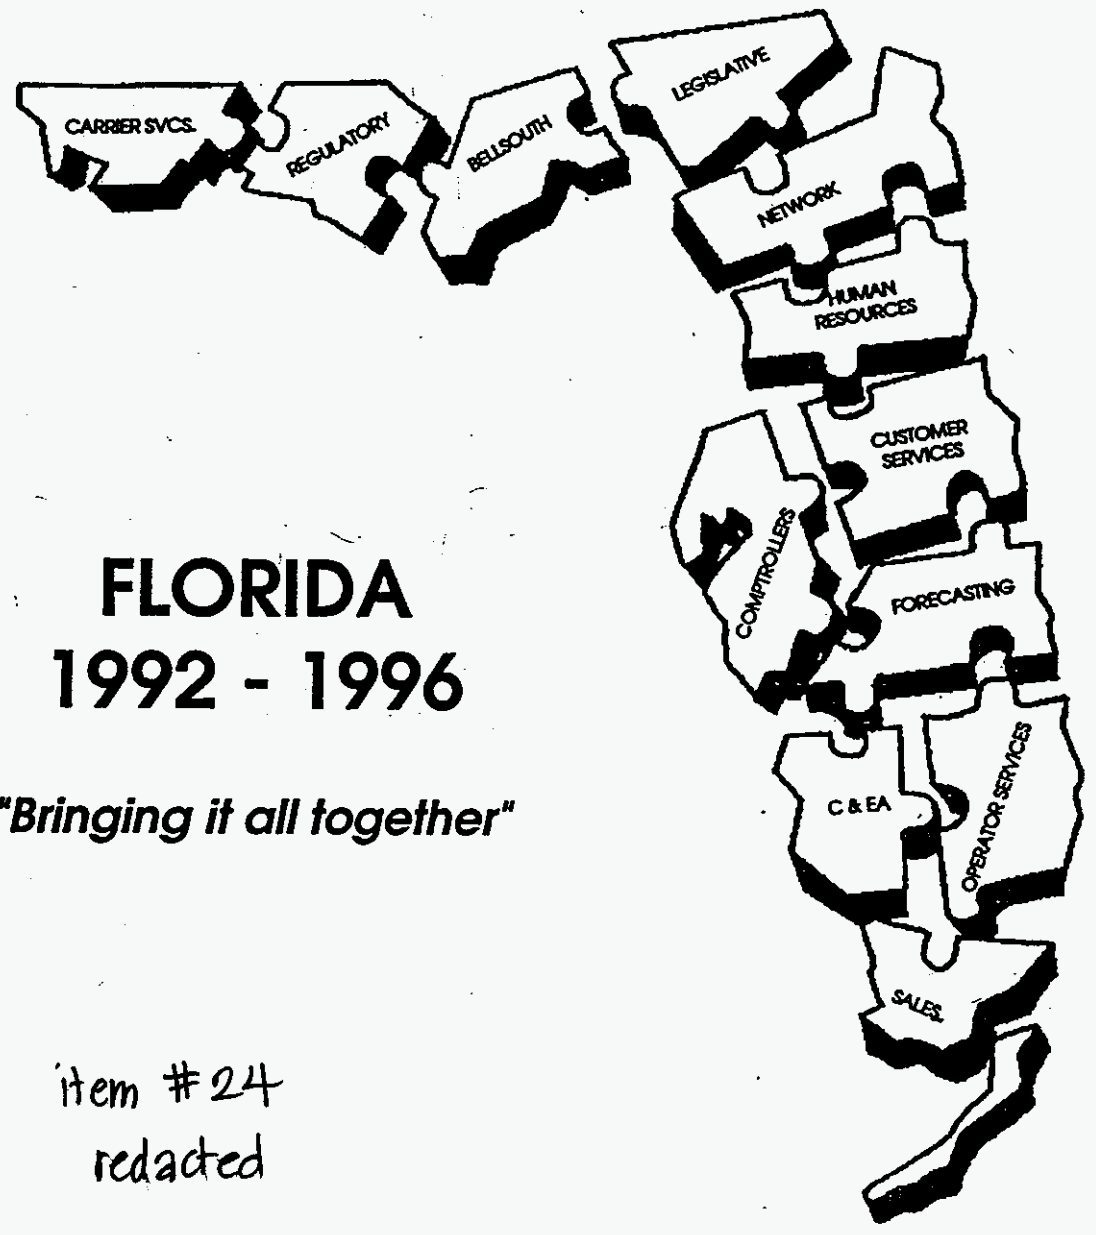 LEGISLATIVE
CARRIER SVCS.
REGULATORY
BELLSOUTH
NETWORK
HUMAN
RESOURCES
CUSTOMER
SERVICES
COMPTROLLERS
FORECASTING
FLORIDA
1992 - 1996
"Bringing it all together"
C & EA
OPERATOR SERVICES
SALES
item #24
redacted